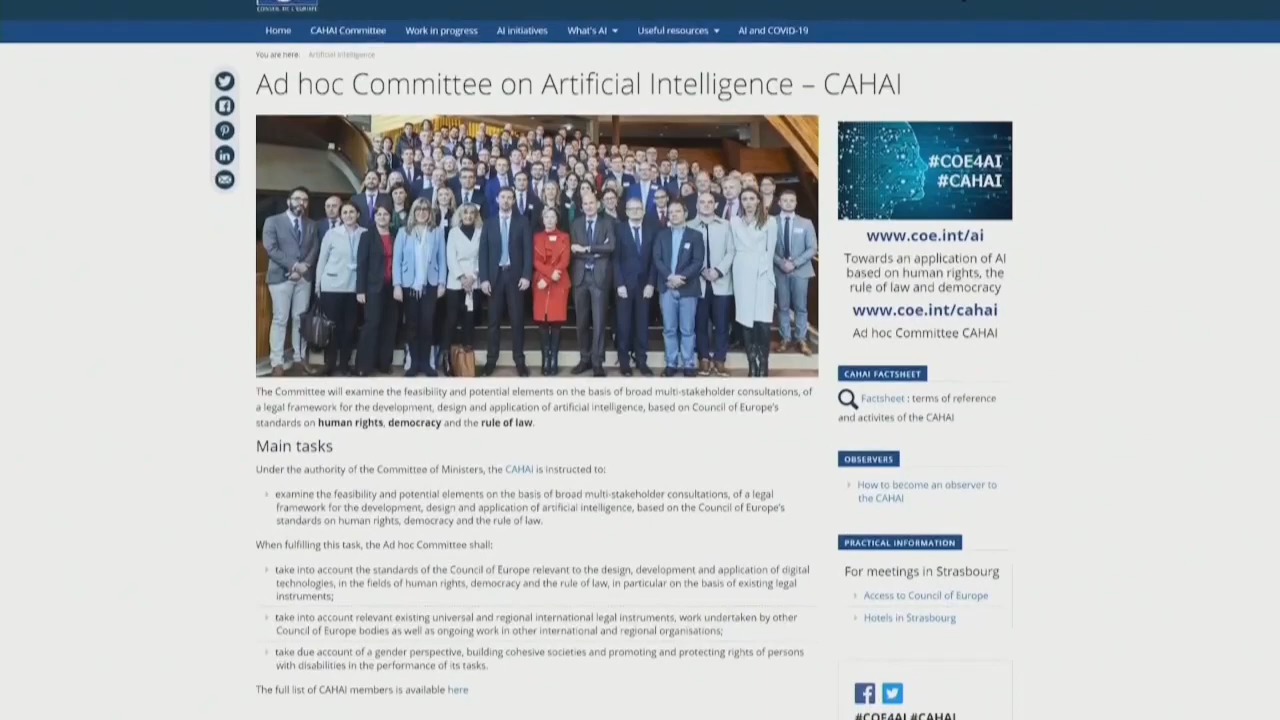 CONSEIL DE L'EUROPE
Home CAHAI Committee Work in progress AI initiatives What's AI Useful resources AI and COVID-19
You are here: Artificial Intelligence
Ad hoc Committee on Artificial Intelligence – CAHAI
#COE4AI
#CAHAI
www.coe.int/ai
Towards an application of AI
based on human rights, the
rule of law and democracy
www.coe.int/cahai
Ad hoc Committee CAHAI
CAHAI FACTSHEET
Factsheet : terms of reference
and activites of the CAHAI
The Committee will examine the feasibility and potential elements on the basis of broad multi-stakeholder consultations, of
a legal framework for the development, design and application of artificial intelligence, based on Council of Europe's
standards on human rights, democracy and the rule of law.
Main tasks
Under the authority of the Committee of Ministers, the CAHAI is instructed to:
examine the feasibility and potential elements on the basis of broad multi-stakeholder consultations, of a legal
framework for the development, design and application of artificial intelligence, based on the Council of Europe's
standards on human rights, democracy and the rule of law.
When fulfilling this task, the Ad hoc Committee shall:
take into account the standards of the Council of Europe relevant to the design, development and application of digital
technologies, in the fields of human rights, democracy and the rule of law, in particular on the basis of existing legal
instruments;
take into account relevant existing universal and regional international legal instruments, work undertaken by other
Council of Europe bodies as well as ongoing work in other international and regional organisations;
take due account of a gender perspective, building cohesive societies and promoting and protecting rights of persons
with disabilities in the performance of its tasks.
The full list of CAHAI members is available here
OBSERVERS
How to become an observer to
the CAHAI
PRACTICAL INFORMATION
For meetings in Strasbourg
Access to Council of Europe
Hotels in Strasbourg
#COE4AI #CAHAI